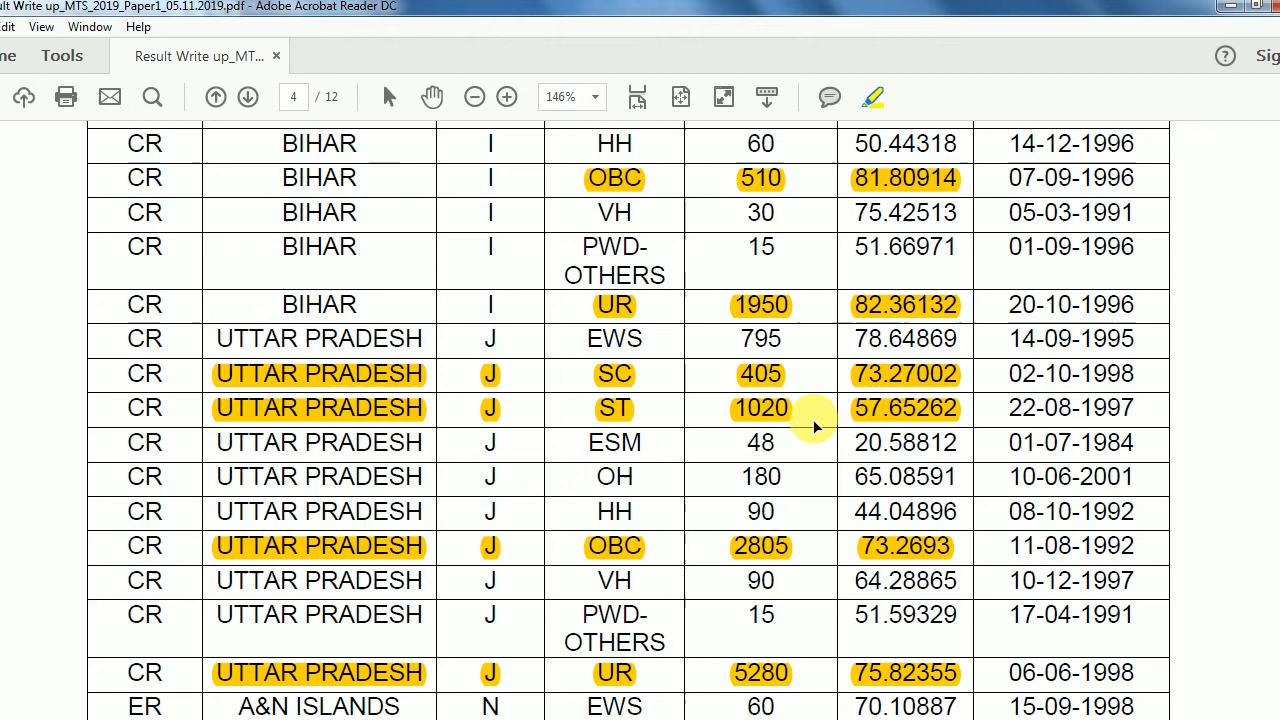 ult Write up_MTS_2019_Paper1_05.11.2019.pdf - Adobe Acrobat Reader DC
Edit View Window Help
me Tools Result Write up_MT... × ? Sig
4 / 12 146%
CR BIHAR I HH 60 50.44318 14-12-1996
CR BIHAR I OBC 510 81.80914 07-09-1996
CR BIHAR I VH 30 75.42513 05-03-1991
CR BIHAR I PWD- 15 51.66971 01-09-1996
OTHERS
CR BIHAR I UR 1950 82.36132 20-10-1996
CR UTTAR PRADESH J EWS 795 78.64869 14-09-1995
CR UTTAR PRADESH J SC 405 73.27002 02-10-1998
CR UTTAR PRADESH J ST 1020 57.65262 22-08-1997
CR UTTAR PRADESH J ESM 48 20.58812 01-07-1984
CR UTTAR PRADESH J OH 180 65.08591 10-06-2001
CR UTTAR PRADESH J HH 90 44.04896 08-10-1992
CR UTTAR PRADESH J OBC 2805 73.2693 11-08-1992
CR UTTAR PRADESH J VH 90 64.28865 10-12-1997
CR UTTAR PRADESH J PWD- 15 51.59329 17-04-1991
OTHERS
CR UTTAR PRADESH J UR 5280 75.82355 06-06-1998
ER A&N ISLANDS N EWS 60 70.10887 15-09-1998